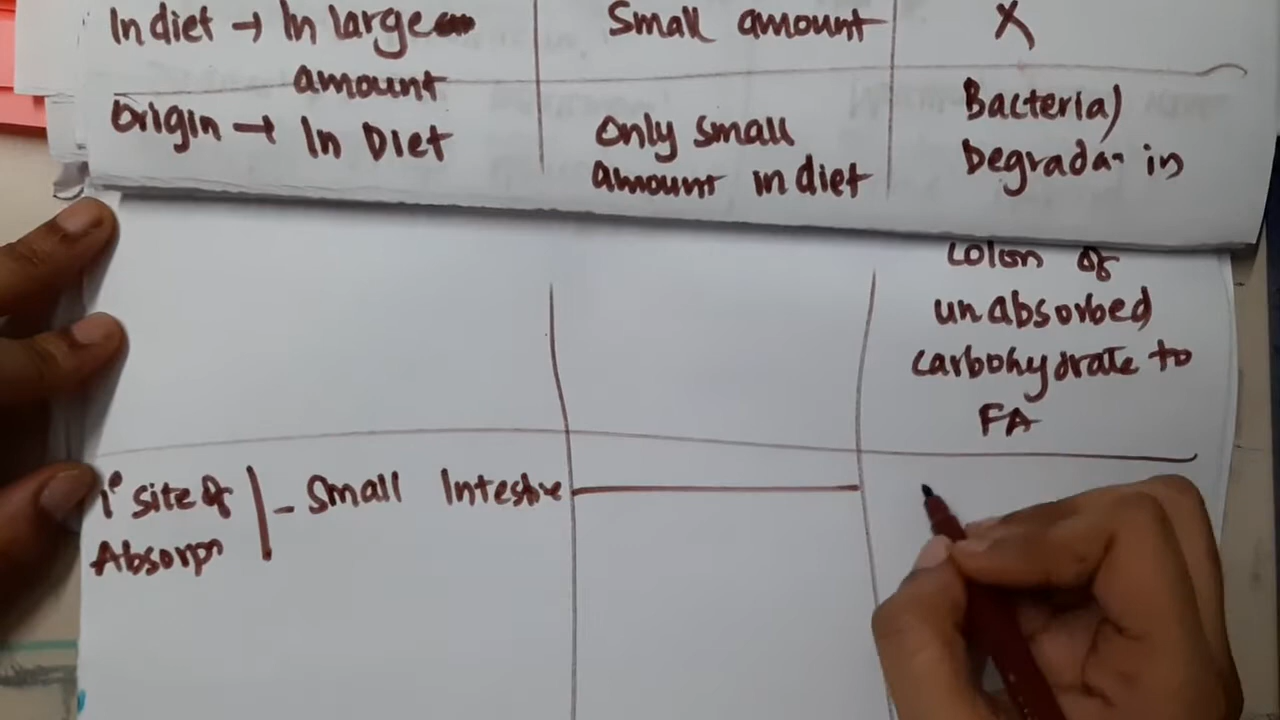 In diet → In large Small amount X
amount
Origin → In Diet Only small Bacterial
amount in diet Degrada- in
colon of
unabsorbed
carbohydrate to
FA
1° site of - Small Intestine
Absorpn